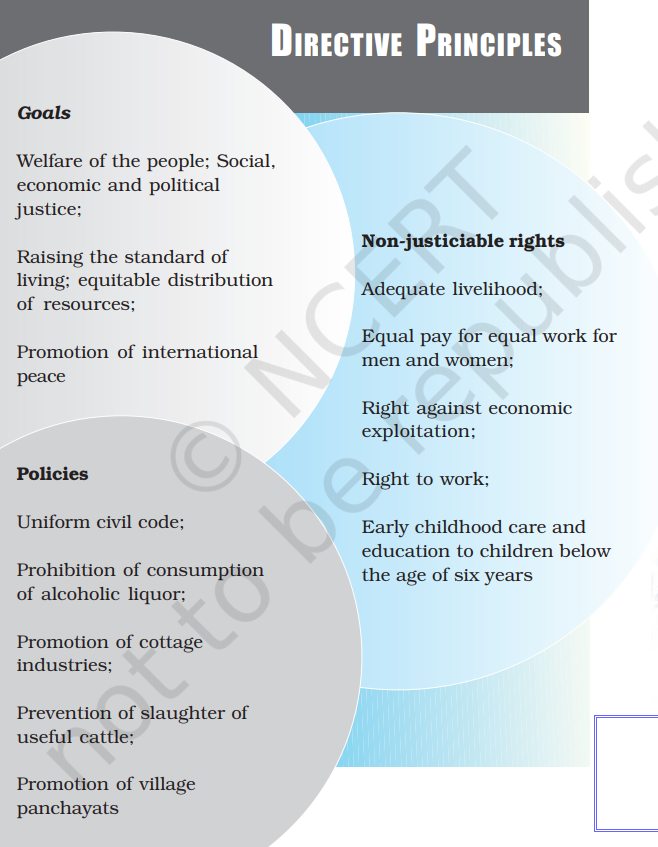 DIRECTIVE PRINCIPLES
Goals
Welfare of the people; Social,
economic and political
justice;
Raising the standard of
living; equitable distribution
of resources;
Promotion of international
peace
Non-justiciable rights
Adequate livelihood;
Equal pay for equal work for
men and women;
Right against economic
exploitation;
Right to work;
Early childhood care and
education to children below
the age of six years
Policies
Uniform civil code;
Prohibition of consumption
of alcoholic liquor;
Promotion of cottage
industries;
Prevention of slaughter of
useful cattle;
Promotion of village
panchayats
© NCERT
not to be republis